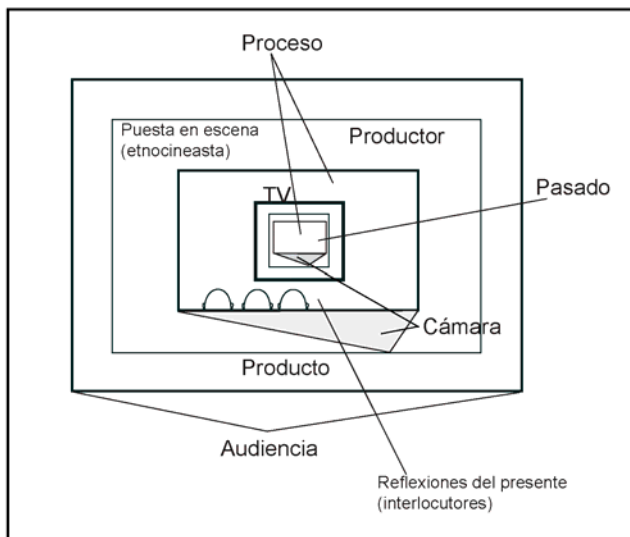 Proceso
Puesta en escena
(etnocineasta)
Productor
TV
Pasado
Cámara
Producto
Audiencia
Reflexiones del presente
(interlocutores)